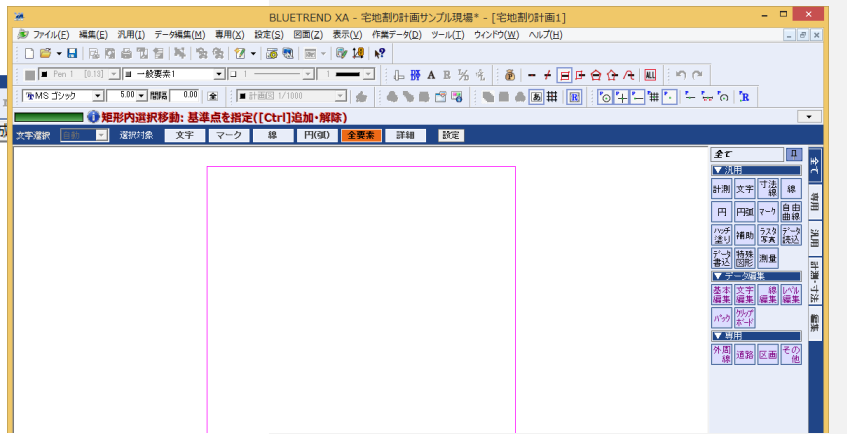 BLUETREND XA - 宅地割り計画サンプル現場* - [宅地割り計画1]
ファイル(F) 編集(E) 汎用(I) データ編集(M) 専用(X) 設定(S) 図面(Z) 表示(V) 作業データ(D) ツール(T) ウィンドウ(W) ヘルプ(H)
Pen 1 [0.13] 一般要素1 1 1
MS ゴシック 5.00 間隔 0.00 全 計画図 1/1000
矩形内選択移動: 基準点を指定([Ctrl]追加・解除)
文字選択 自動 選択対象 文字 マーク 線 円(弧) 全要素 詳細 設定
全て
▼ 汎用
計測 文字 寸法線 線
円 円弧 マーク 自由曲線
ハッチ塗り 補助 ラスタ写真 データ読込
データ書込 特殊図形 測量
▼ データ編集
基本編集 文字編集 線編集 レベル編集
パック クリップボード
▼ 専用
外周線 道路 区画 その他
全て
専用
汎用
計測・寸法
編集